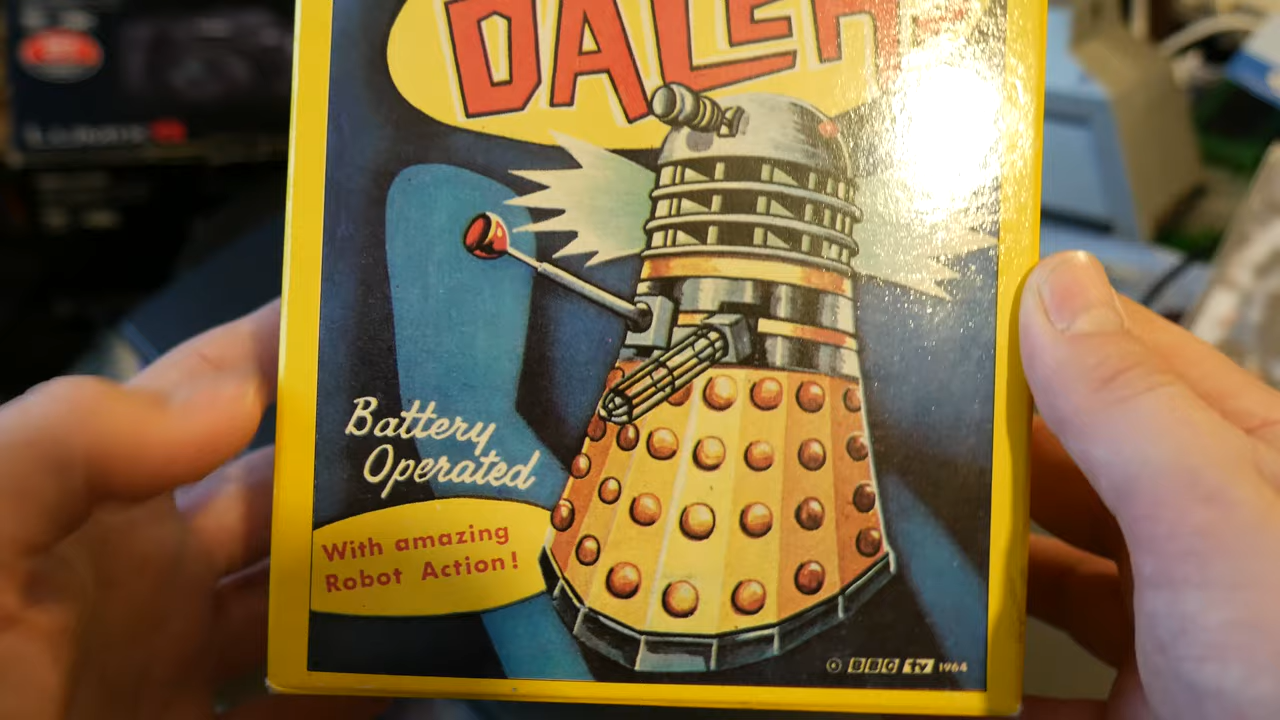 DALEK
Battery
Operated
With amazing
Robot Action!
© BBC tv 1964